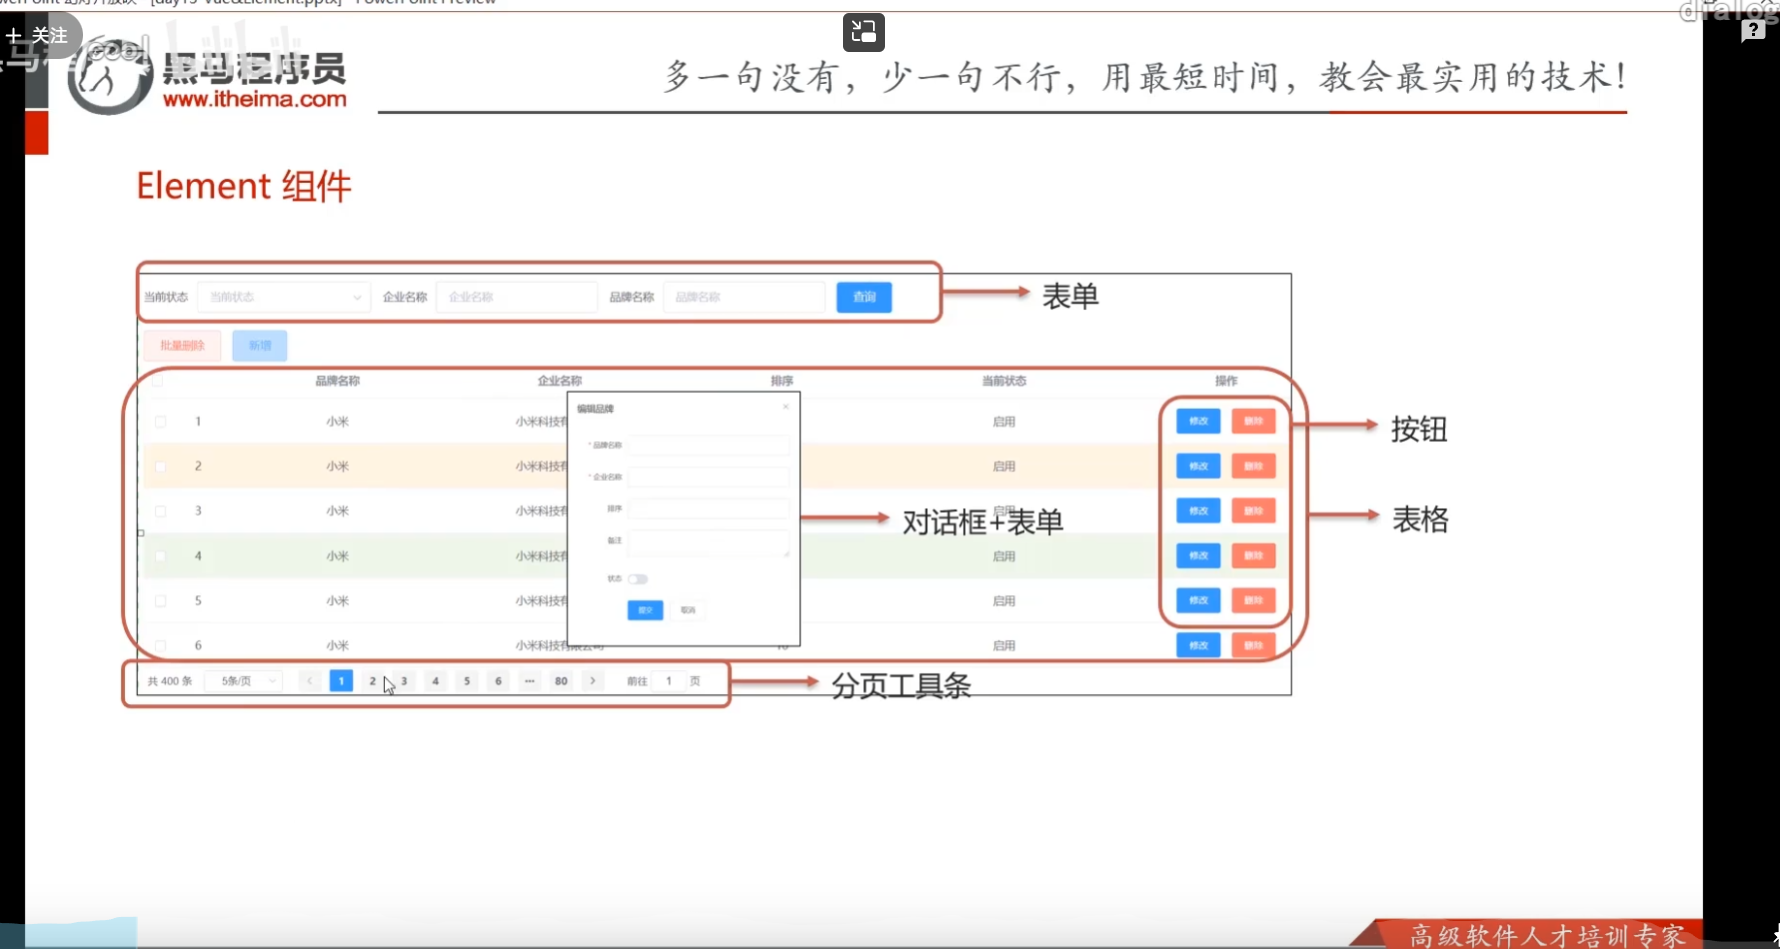 dialog
+ 关注
黑马程序员
www.itheima.com
多一句没有，少一句不行，用最短时间，教会最实用的技术！
Element 组件
当前状态 当前状态 企业名称 企业名称 品牌名称 品牌名称 查询
表单
批量删除 新增
品牌名称 企业名称 排序 当前状态 操作
1 小米 小米科技有 启用 修改 删除
按钮
2 小米 小米科技有 启用 修改 删除
3 小米 小米科技有 启用 修改 删除
表格
4 小米 小米科技有 启用 修改 删除
5 小米 小米科技有 启用 修改 删除
6 小米 小米科技有限公司 10 启用 修改 删除
编辑品牌 ×
* 品牌名称
* 企业名称
排序
备注
状态
提交 取消
对话框+表单
共 400 条 5条/页 < 1 2 3 4 5 6 ··· 80 > 前往 1 页
分页工具条
高级软件人才培训专家